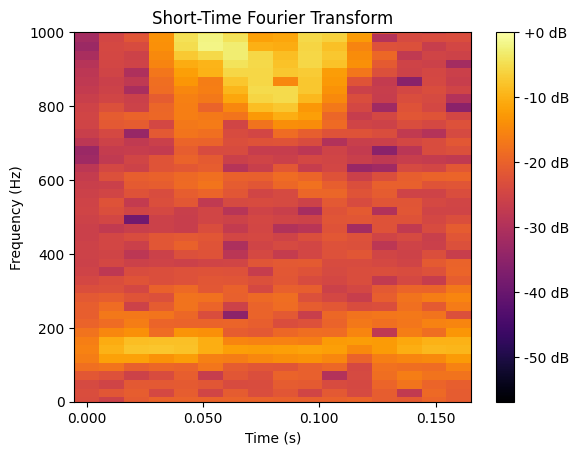 Short-Time Fourier Transform
Frequency (Hz)
1000
800
600
400
200
0
0.000
0.050
0.100
0.150
Time (s)
+0 dB
-10 dB
-20 dB
-30 dB
-40 dB
-50 dB